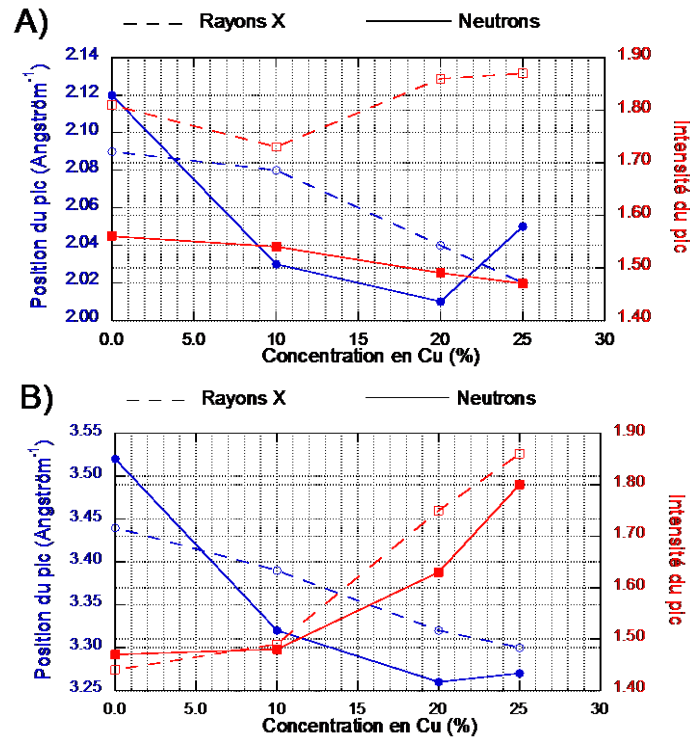 A)
Rayons X Neutrons
Position du pic (Angström-1)
2.14
2.12
2.10
2.08
2.06
2.04
2.02
2.00
1.90
1.80
1.70
1.60
1.50
1.40
Intensité du pic
0.0 5.0 10 15 20 25 30
Concentration en Cu (%)
B)
Rayons X Neutrons
Position du pic (Angström-1)
3.55
3.50
3.45
3.40
3.35
3.30
3.25
1.90
1.80
1.70
1.60
1.50
1.40
Intensité du pic
0.0 5.0 10 15 20 25 30
Concentration en Cu (%)